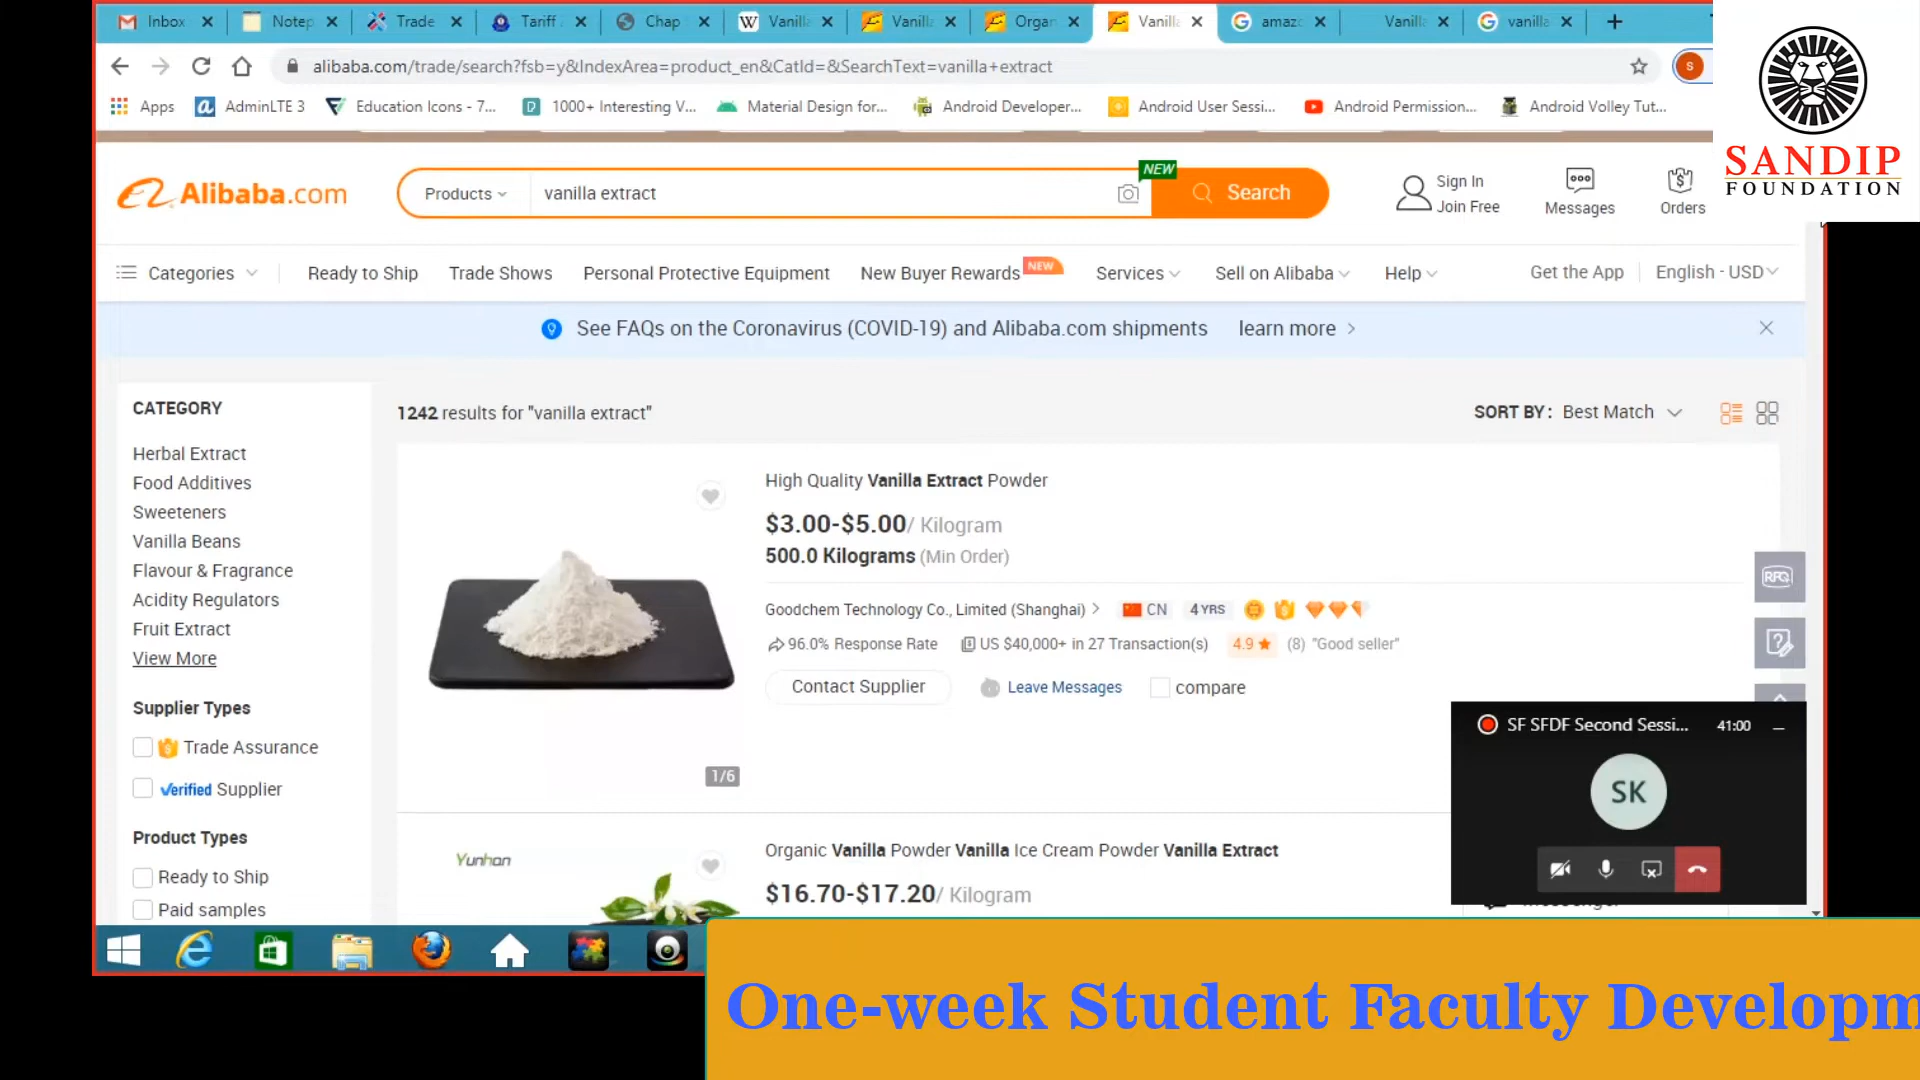 Inbox
Notep
Trade
Tariff
Chap
Vanilla
Vanilla
Organ
Vanilla
amazo
Vanilla
vanilla
alibaba.com/trade/search?fsb=y&IndexArea=product_en&CatId=&SearchText=vanilla+extract
S
Apps
AdminLTE 3
Education Icons - 7...
1000+ Interesting V...
Material Design for...
Android Developer...
Android User Sessi...
Android Permission...
Android Volley Tut...
SANDIP
FOUNDATION
Alibaba.com
Products
vanilla extract
NEW
Search
Sign In
Join Free
Messages
Orders
Categories
Ready to Ship
Trade Shows
Personal Protective Equipment
New Buyer Rewards
NEW
Services
Sell on Alibaba
Help
Get the App
English - USD
See FAQs on the Coronavirus (COVID-19) and Alibaba.com shipments learn more
CATEGORY
Herbal Extract
Food Additives
Sweeteners
Vanilla Beans
Flavour & Fragrance
Acidity Regulators
Fruit Extract
View More
Supplier Types
Trade Assurance
Verified Supplier
Product Types
Ready to Ship
Paid samples
1242 results for "vanilla extract"
SORT BY : Best Match
High Quality Vanilla Extract Powder
$3.00-$5.00/ Kilogram
500.0 Kilograms (Min Order)
Goodchem Technology Co., Limited (Shanghai) CN 4 YRS
96.0% Response Rate US $40,000+ in 27 Transaction(s) 4.9 (8) "Good seller"
Contact Supplier Leave Messages compare
1/6
RFQ
Yunhan
Organic Vanilla Powder Vanilla Ice Cream Powder Vanilla Extract
$16.70-$17.20/ Kilogram
SF SFDF Second Sessi... 41:00
SK
One-week Student Faculty Developm